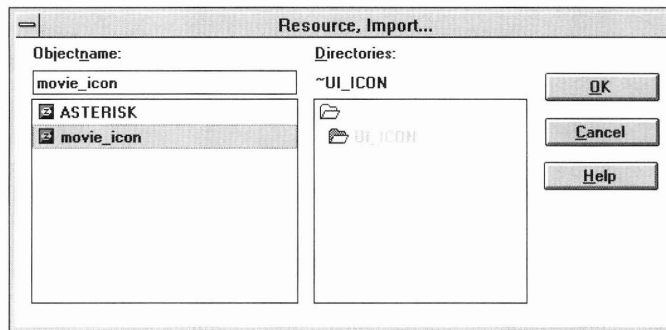 Resource, Import...
Objectname:
movie_icon
ASTERISK
movie_icon
Directories:
~UI_ICON
UI_ICON
OK
Cancel
Help